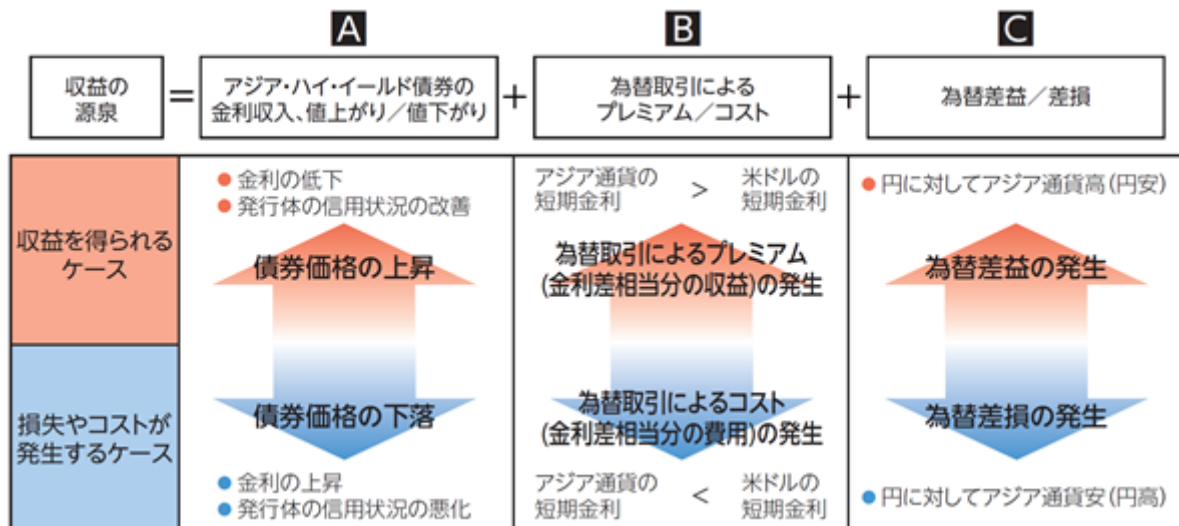 A
B
C
収益の
源泉
=
アジア・ハイ・イールド債券の
金利収入、値上がり／値下がり
+
為替取引による
プレミアム／コスト
+
為替差益／差損
収益を得られる
ケース
● 金利の低下
● 発行体の信用状況の改善
債券価格の上昇
アジア通貨の
短期金利
>
米ドルの
短期金利
為替取引によるプレミアム
(金利差相当分の収益)の発生
● 円に対してアジア通貨高(円安)
為替差益の発生
損失やコストが
発生するケース
債券価格の下落
● 金利の上昇
● 発行体の信用状況の悪化
為替取引によるコスト
(金利差相当分の費用)の発生
アジア通貨の
短期金利
<
米ドルの
短期金利
為替差損の発生
● 円に対してアジア通貨安(円高)